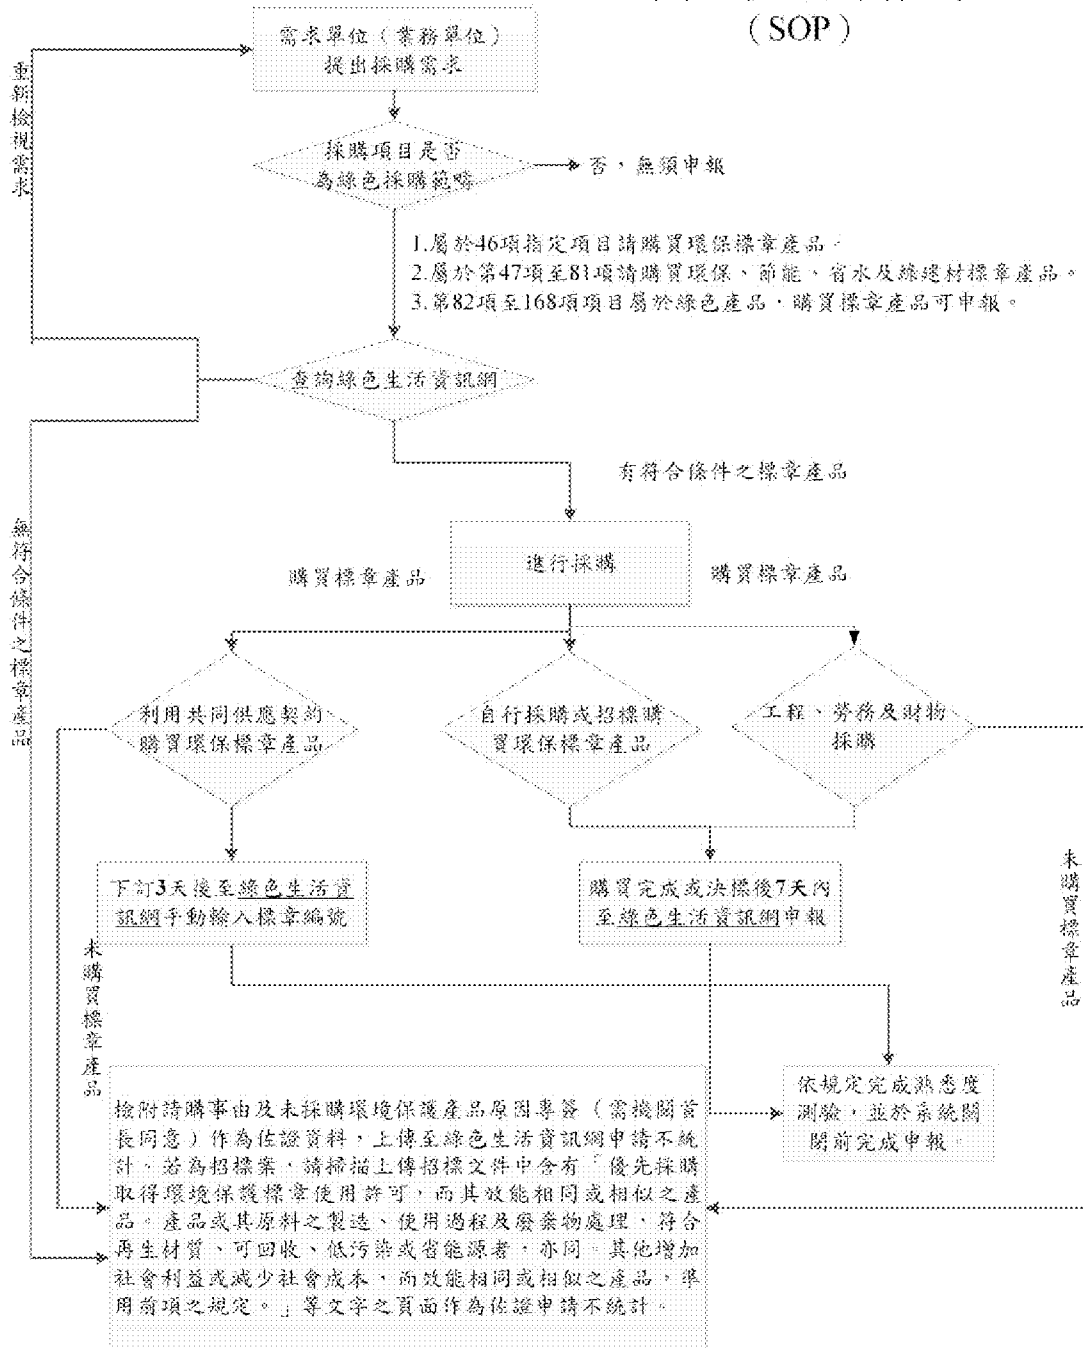 （SOP）
需求單位（業務單位）
提出採購需求
重新檢視需求
採購項目是否
為綠色採購範疇
否，無須申報
1.屬於46項指定項目請購買環保標章產品。
2.屬於第47項至81項請購買環保、節能、省水及綠建材標章產品。
3.第82項至168項項目屬於綠色產品，購買標章產品可申報。
查詢綠色生活資訊網
有符合條件之標章產品
無符合條件之標章產品
進行採購
購買標章產品
購買標章產品
利用共同供應契約
購買環保標章產品
自行採購或招標購
買環保標章產品
工程、勞務及財物
採購
下訂3天後至綠色生活資
訊網手動輸入標章編號
購買完成或決標後7天內
至綠色生活資訊網申報
未購買標章產品
未購買標章產品
依規定完成熟悉度
測驗，並於系統關
閉前完成申報。
檢附請購事由及未採購環境保護產品原因專簽（需機關首
長同意）作為佐證資料，上傳至綠色生活資訊網申請不統
計。若為招標案，請掃描上傳招標文件中含有「優先採購
取得環境保護標章使用許可，而其效能相同或相似之產
品。產品或其原料之製造、使用過程及廢棄物處理，符合
再生材質、可回收、低污染或省能源者，亦同。其他增加
社會利益或減少社會成本，而效能相同或相似之產品，準
用前項之規定。」等文字之頁面作為佐證申請不統計。